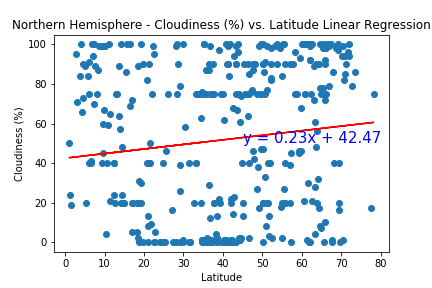 Northern Hemisphere - Cloudiness (%) vs. Latitude Linear Regression
100
80
60
40
20
0
Cloudiness (%)
y = 0.23x + 42.47
0 10 20 30 40 50 60 70 80
Latitude